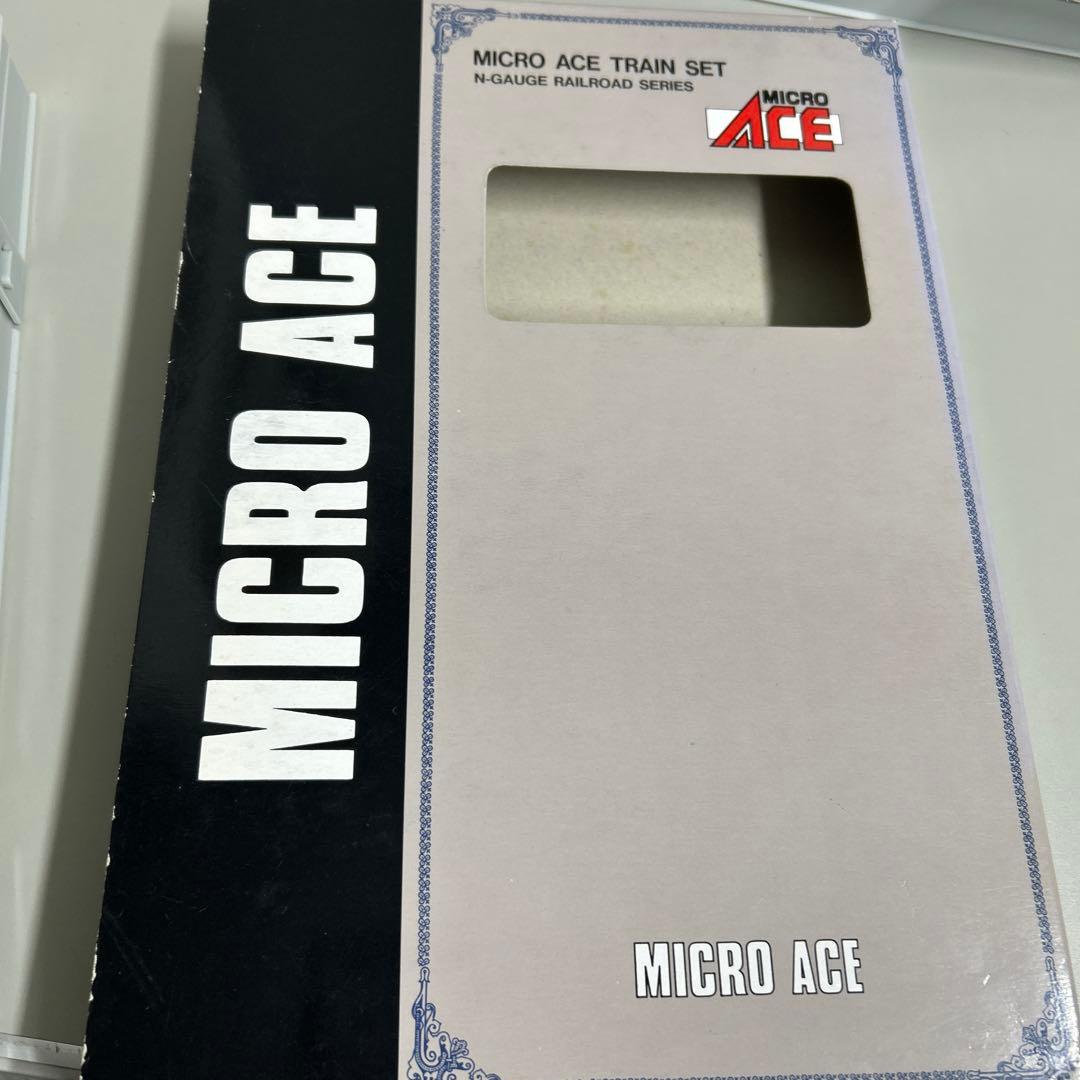 MICRO ACE TRAIN SET
N-GAUGE RAILROAD SERIES
MICRO
ACE
MICRO ACE
MICRO ACE